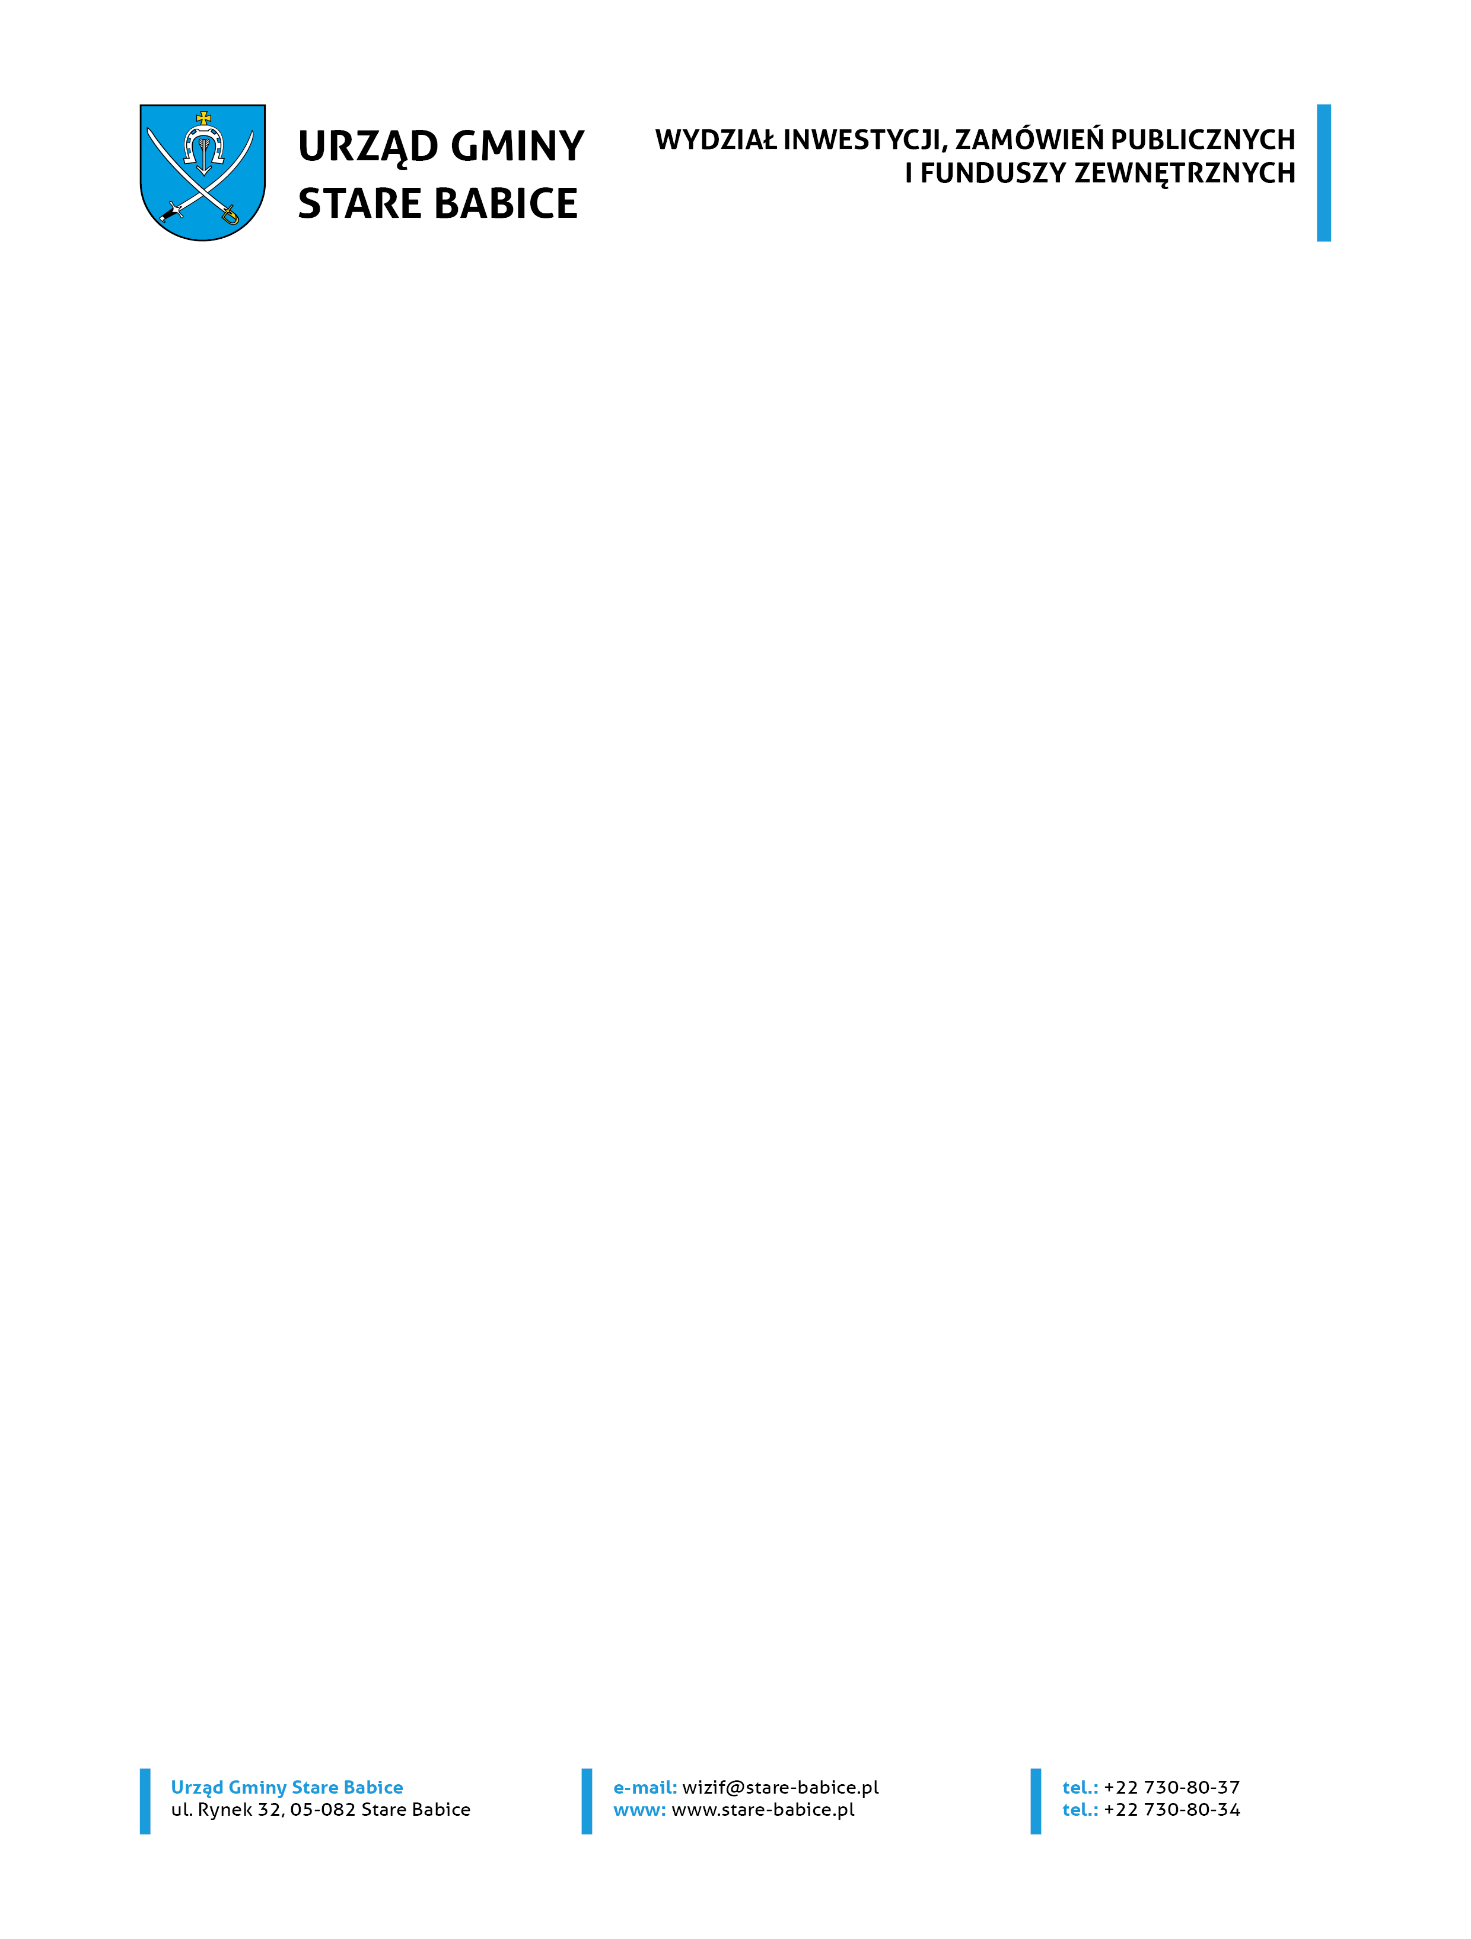 URZĄD GMINY
STARE BABICE
WYDZIAŁ INWESTYCJI, ZAMÓWIEŃ PUBLICZNYCH
I FUNDUSZY ZEWNĘTRZNYCH
Urząd Gminy Stare Babice
ul. Rynek 32, 05-082 Stare Babice
e-mail: wizif@stare-babice.pl
www: www.stare-babice.pl
tel.: +22 730-80-37
tel.: +22 730-80-34